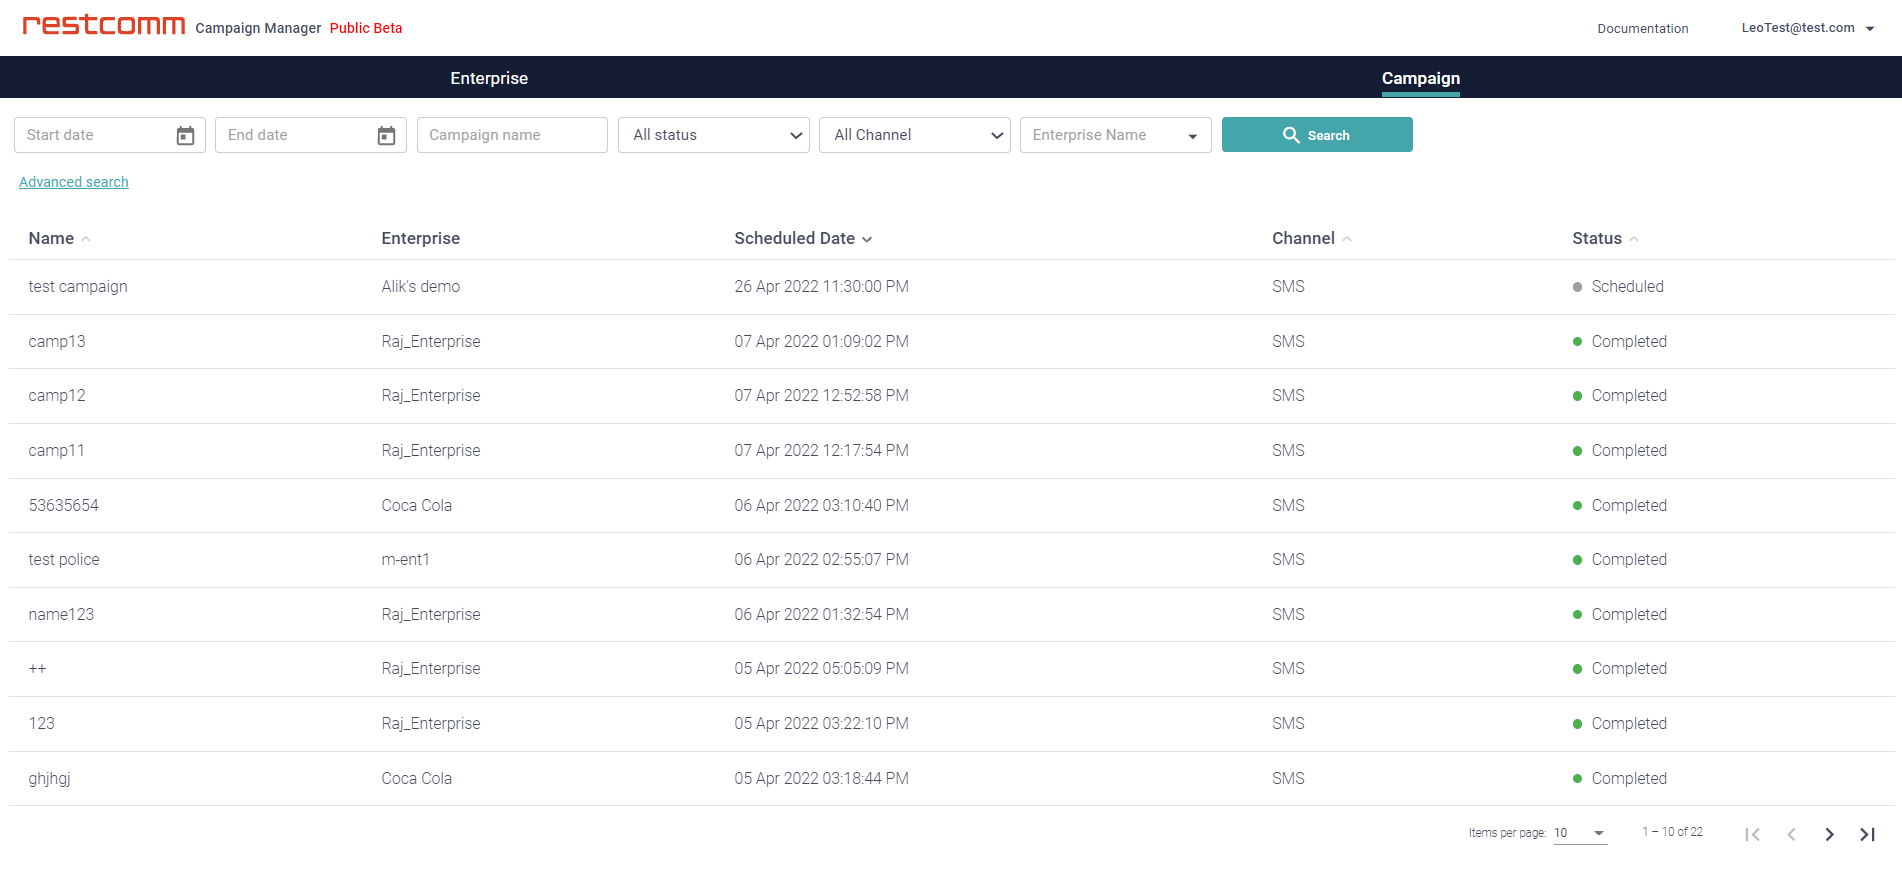 restcomm Campaign Manager Public Beta Documentation LeoTest@test.com
Enterprise Campaign
Start date End date Campaign name All status All Channel Enterprise Name Search
Advanced search
Name Enterprise Scheduled Date Channel Status
test campaign Alik's demo 26 Apr 2022 11:30:00 PM SMS Scheduled
camp13 Raj_Enterprise 07 Apr 2022 01:09:02 PM SMS Completed
camp12 Raj_Enterprise 07 Apr 2022 12:52:58 PM SMS Completed
camp11 Raj_Enterprise 07 Apr 2022 12:17:54 PM SMS Completed
53635654 Coca Cola 06 Apr 2022 03:10:40 PM SMS Completed
test police m-ent1 06 Apr 2022 02:55:07 PM SMS Completed
name123 Raj_Enterprise 06 Apr 2022 01:32:54 PM SMS Completed
++ Raj_Enterprise 05 Apr 2022 05:05:09 PM SMS Completed
123 Raj_Enterprise 05 Apr 2022 03:22:10 PM SMS Completed
ghjhgj Coca Cola 05 Apr 2022 03:18:44 PM SMS Completed
Items per page: 10 1 – 10 of 22